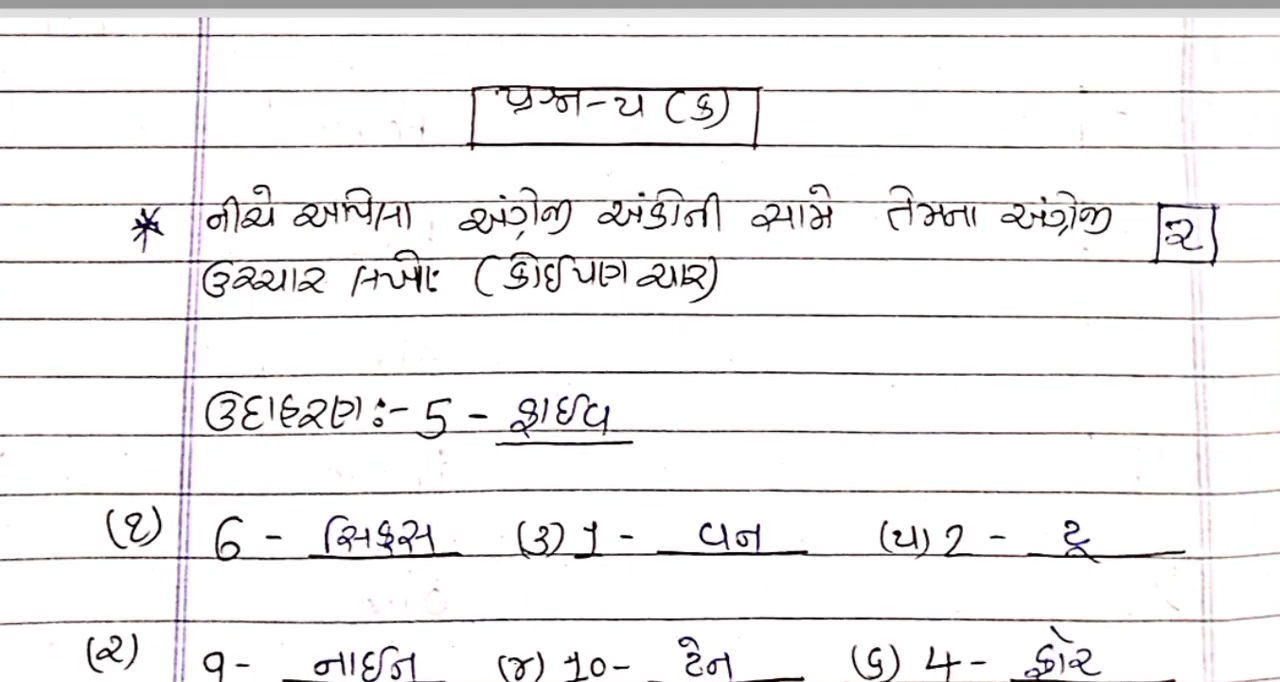 પ્રશ્ન-૫ (ક)
* નીચે આપેલા અંગ્રેજી અંકોની સામે તેમના અંગ્રેજી ૨
ઉચ્ચાર લખો (કોઈપણ ચાર)
ઉદાહરણ :- 5 - ફાઈવ
(૧) 6 - સિક્સ (૩) 1 - વન (૫) 2 - ટૂ
(૨) 9 - નાઈન (૪) 10 - ટેન (૬) 4 - ફોર